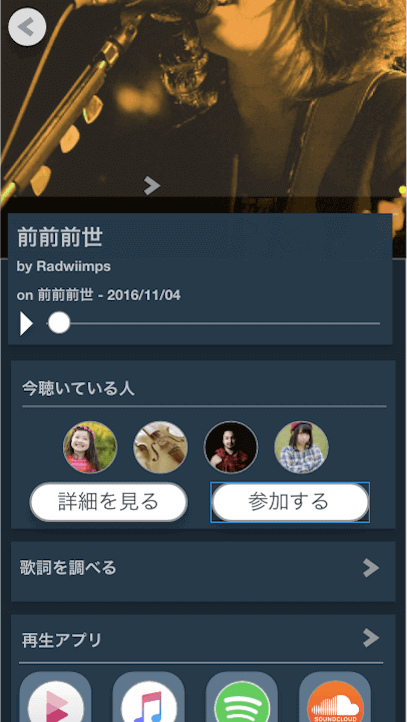 前前前世
by Radwiimps
on 前前前世 - 2016/11/04
今聴いている人
詳細を見る
参加する
歌詞を調べる
再生アプリ
SOUNDCLOUD